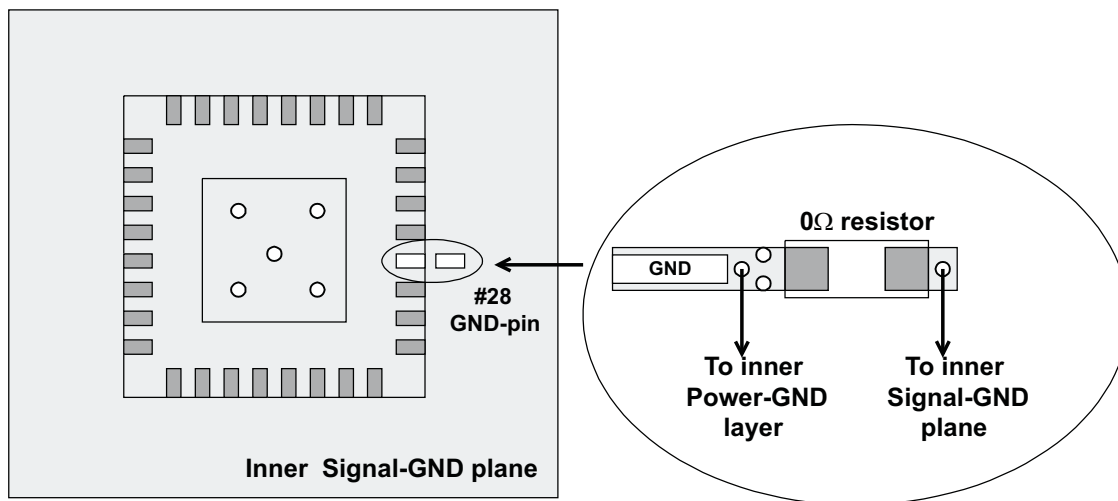 #28
GND-pin
Inner Signal-GND plane
0Ω resistor
GND
To inner
Power-GND
layer
To inner
Signal-GND
plane